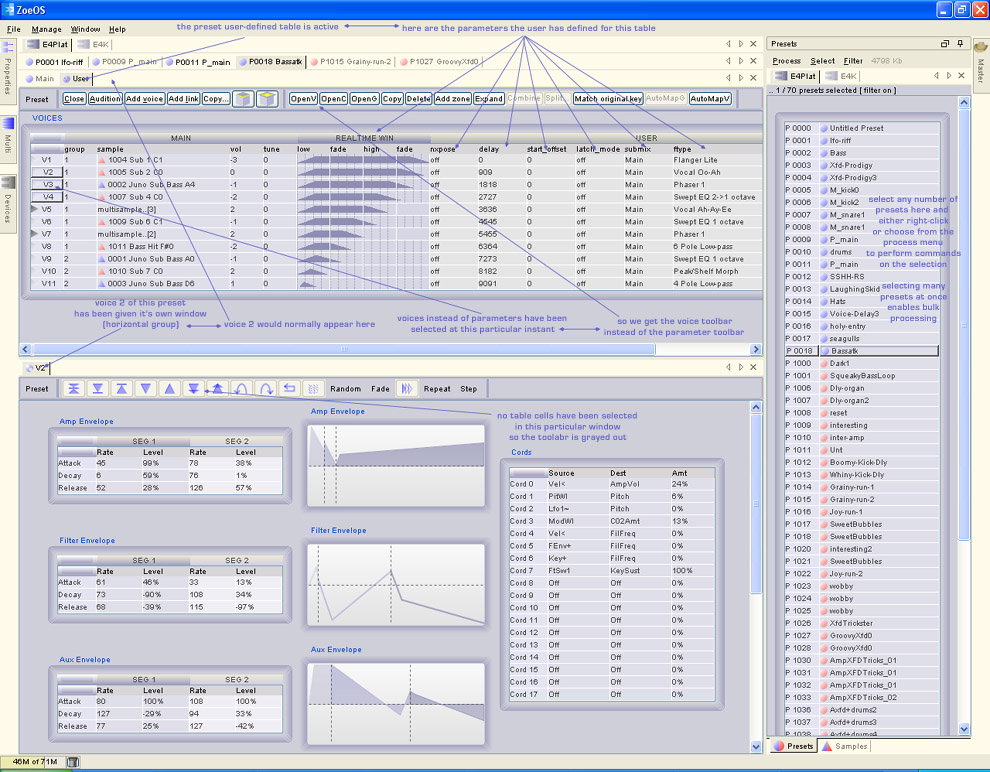 ZoeOS
File Manage Window Help
the preset user-defined table is active
here are the parameters the user has defined for this table
E4Plat E4K
P0001 lfo-riff P0009 P_main P0011 P_main P0018 Bassatk P1015 Grainy-run-2 P1027 GroovyXfd0
Main User
Preset Close Audition Add voice Add link Copy... OpenV OpenC OpenG Copy Delete Add zone Expand Combine Split.. Match original key AutoMapG AutoMapV
VOICES
MAIN REALTIME WIN USER
group sample vol tune low fade high fade nxpose delay start_offset latch_mode submix ftype
V1 1 1004 Sub 1 C1 -3 0 off 0 off off Main Flanger Lite
V2 1 1005 Sub 2 C0 0 0 off 909 off off Main Vocal Oo-Ah
V3 1 0002 Juno Sub Bass A4 -1 0 off 1818 off off Main Phaser 1
V4 1 1007 Sub 4 C0 -1 0 off 2727 off off Main Swept EQ 2->1 octave
V5 1 multisample..[3] 2 0 off 3636 off off Main Vocal Ah-Ay-Ee
V6 1 1009 Sub 6 C1 -1 0 off 4545 off off Main Swept EQ 1 octave
V7 1 multisample..[2] 2 0 off 5455 off off Main Phaser 1
V8 1 1011 Bass Hit F#0 -2 0 off 6364 off off Main 6 Pole Low-pass
V9 2 0001 Juno Sub Bass A0 -1 0 off 7273 off off Main Swept EQ 1 octave
V10 2 1010 Sub 7 C0 2 0 off 8182 off off Main Peak/Shelf Morph
V11 2 0003 Juno Sub Bass D6 1 0 off 9091 off off Main 4 Pole Low-pass
voice 2 of this preset
has been given it's own window
[horizontal group]
voice 2 would normally appear here
voices instead of parameters have been
selected at this particular instant
so we get the voice toolbar
instead of the parameter toolbar
V2
Preset Random Fade Repeat Step
no table cells have been selected
in this particular window
so the toolabr is grayed out
Amp Envelope
SEG 1 SEG 2
Rate Level Rate Level
Attack 45 99% 78 38%
Decay 6 59% 76 1%
Release 52 28% 126 57%
Amp Envelope
Filter Envelope
SEG 1 SEG 2
Rate Level Rate Level
Attack 61 46% 33 13%
Decay 73 -90% 108 34%
Release 68 -39% 115 -97%
Filter Envelope
Aux Envelope
SEG 1 SEG 2
Rate Level Rate Level
Attack 80 100% 108 100%
Decay 127 -29% 94 33%
Release 77 25% 127 -42%
Aux Envelope
Cords
Source Dest Amt
Cord 0 Vel< AmpVol 24%
Cord 1 PitWl Pitch 6%
Cord 2 Lfo1~ Pitch 0%
Cord 3 ModWl C02Amt 13%
Cord 4 Vel< FilFreq 0%
Cord 5 FEnv+ FilFreq 0%
Cord 6 Key+ FilFreq 0%
Cord 7 FtSw1 KeySust 100%
Cord 8 Off Off 0%
Cord 9 Off Off 0%
Cord 10 Off Off 0%
Cord 11 Off Off 0%
Cord 12 Off Off 0%
Cord 13 Off Off 0%
Cord 14 Off Off 0%
Cord 15 Off Off 0%
Cord 16 Off Off 0%
Cord 17 Off Off 0%
46M of 71M
Properties
Multi
Devices
Presets
Process Select Filter 4798 Kb
E4Plat E4K
.. 1 / 70 presets selected [ filter on ]
P 0000 Untitled Preset
P 0001 lfo-riff
P 0002 Bass
P 0003 Xfd-Prodigy
P 0004 Xfd-Prodigy3
P 0005 M_kick0
P 0006 M_kick2
P 0007 M_snare1
P 0008 M_snare1
P 0009 P_main
P 0010 drums
P 0011 P_main
P 0012 SSHH-RS
P 0013 LaughingSkid
P 0014 Hats
P 0015 Voice-Delay3
P 0016 holy-entry
P 0017 seagulls
P 0018 Bassatk
P 1000 Dark1
P 1001 SqueakyBassLoop
P 1006 Dly-organ
P 1007 Dly-organ2
P 1008 reset
P 1009 interesting
P 1010 inter-amp
P 1011 Unt
P 1012 Boomy-Kick-Dly
P 1013 Whiny-Kick-Dly
P 1014 Grainy-run-1
P 1015 Grainy-run-2
P 1016 Joy-run-1
P 1017 SweetBubbles
P 1018 SweetBubbles
P 1020 interesting2
P 1021 SweetBubbles
P 1022 Joy-run-2
P 1023 wobby
P 1024 wobby
P 1025 wobby
P 1026 XfdTrickster
P 1027 GroovyXfd0
P 1028 GroovyXfd0
P 1030 AmpXFDTricks_01
P 1031 AmpXFDTricks_01
P 1032 AmpXFDTricks_01
P 1033 AmpXFDTricks_02
P 1036 Axfd+drums2
P 1037 Axfd+drums3
P 1038 Axfd+drums4
select any number of
presets here and
either right-click
or choose from the
process menu
to perform commands
on the selection
selecting many
presets at once
enables bulk
processing
Presets Samples
Master